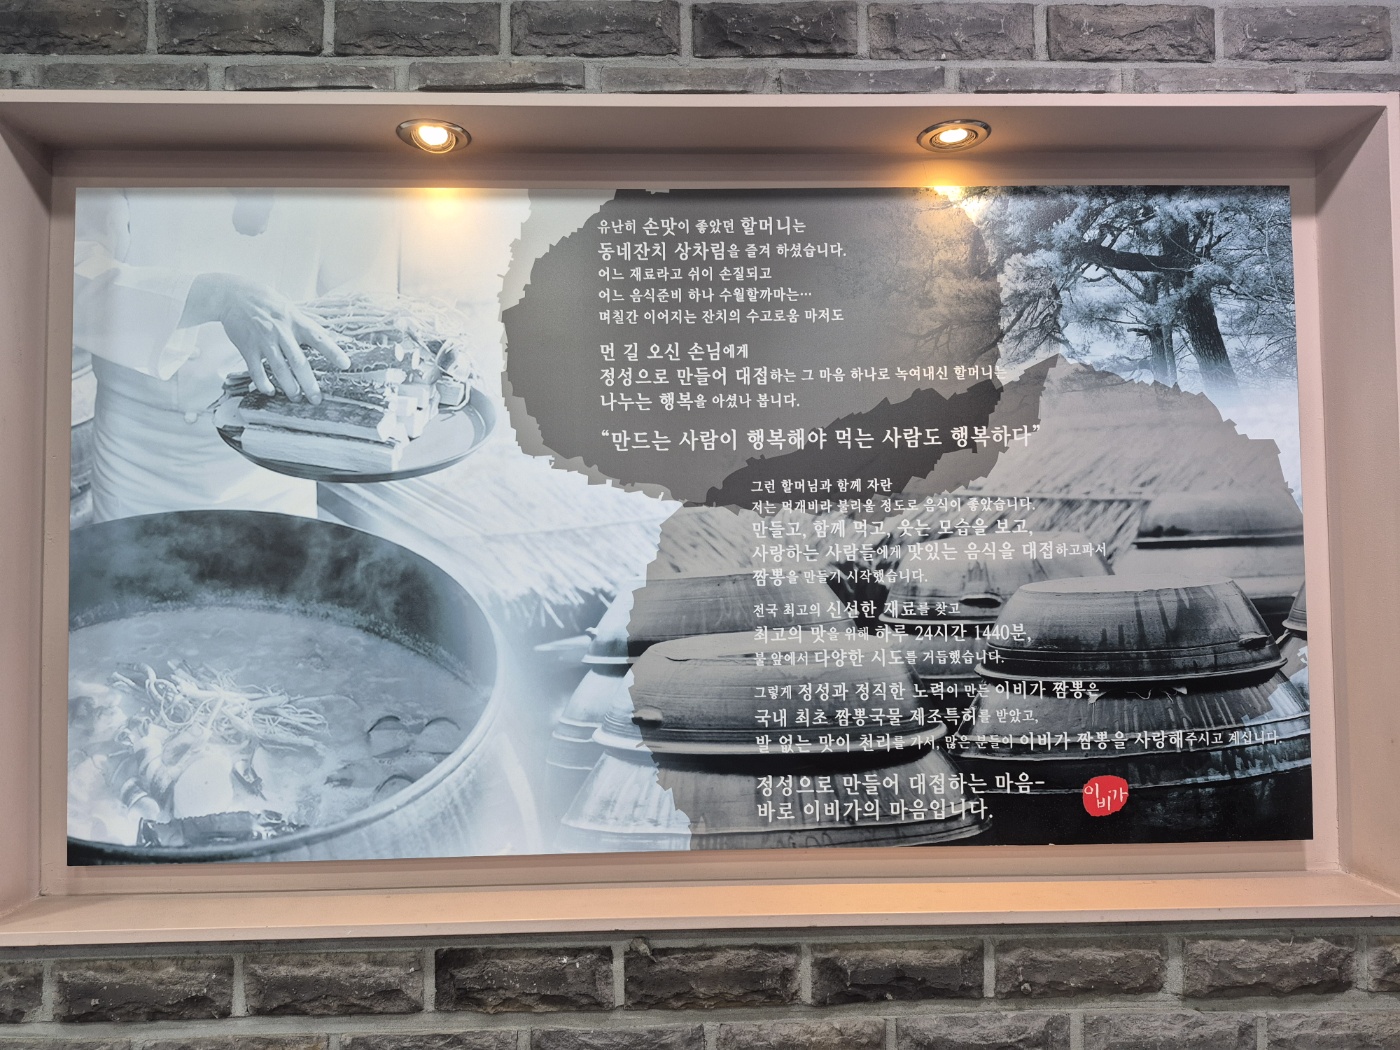 유난히 손맛이 좋았던 할머니는
동네잔치 상차림을 즐겨 하셨습니다.
어느 재료라고 쉬이 손질되고
어느 음식준비 하나 수월할까마는…
며칠간 이어지는 잔치의 수고로움 마저도
먼 길 오신 손님에게
정성으로 만들어 대접하는 그 마음 하나로 녹여내신 할머니는
나누는 행복을 아셨나 봅니다.
“만드는 사람이 행복해야 먹는 사람도 행복하다”
그런 할머님과 함께 자란
저는 먹개비라 불리울 정도로 음식이 좋았습니다.
만들고, 함께 먹고, 웃는 모습을 보고,
사랑하는 사람들에게 맛있는 음식을 대접하고파서
짬뽕을 만들기 시작했습니다.
전국 최고의 신선한 재료를 찾고
최고의 맛을 위해 하루 24시간 1440분,
불 앞에서 다양한 시도를 거듭했습니다.
그렇게 정성과 정직한 노력이 만든 이비가 짬뽕은
국내 최초 짬뽕국물 제조특허를 받았고,
발 없는 맛이 천리를 가서, 많은 분들이 이비가 짬뽕을 사랑해주시고 계십니다.
정성으로 만들어 대접하는 마음-
바로 이비가의 마음입니다.
이비가